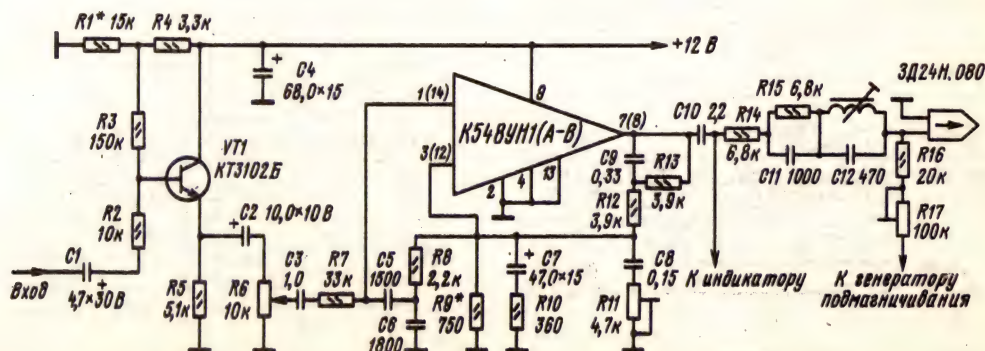 R1* 15к
R4 3,3к
+12 В
C4
68,0×15
R3
150к
VT1
КТ3102Б
R2
10к
C1
4,7×30В
Вход
R5
5,1к
C2 10,0×10В
R6
10к
C3
1,0
R7
33к
C5
1500
C6
1800
R8
2,2к
R9*
750
C7
47,0×15
R10
360
1(14)
3(12)
К548УН1(А-В)
9
2
4
13
7(8)
C9
0,33
R13
3,9к
R12
3,9к
C8
0,15
R11
4,7к
C10 2,2
R14
6,8к
R15 6,8к
C11 1000
C12 470
3Д24Н.080
R16
20к
R17
100к
К индикатору
К генератору
подмагничивания